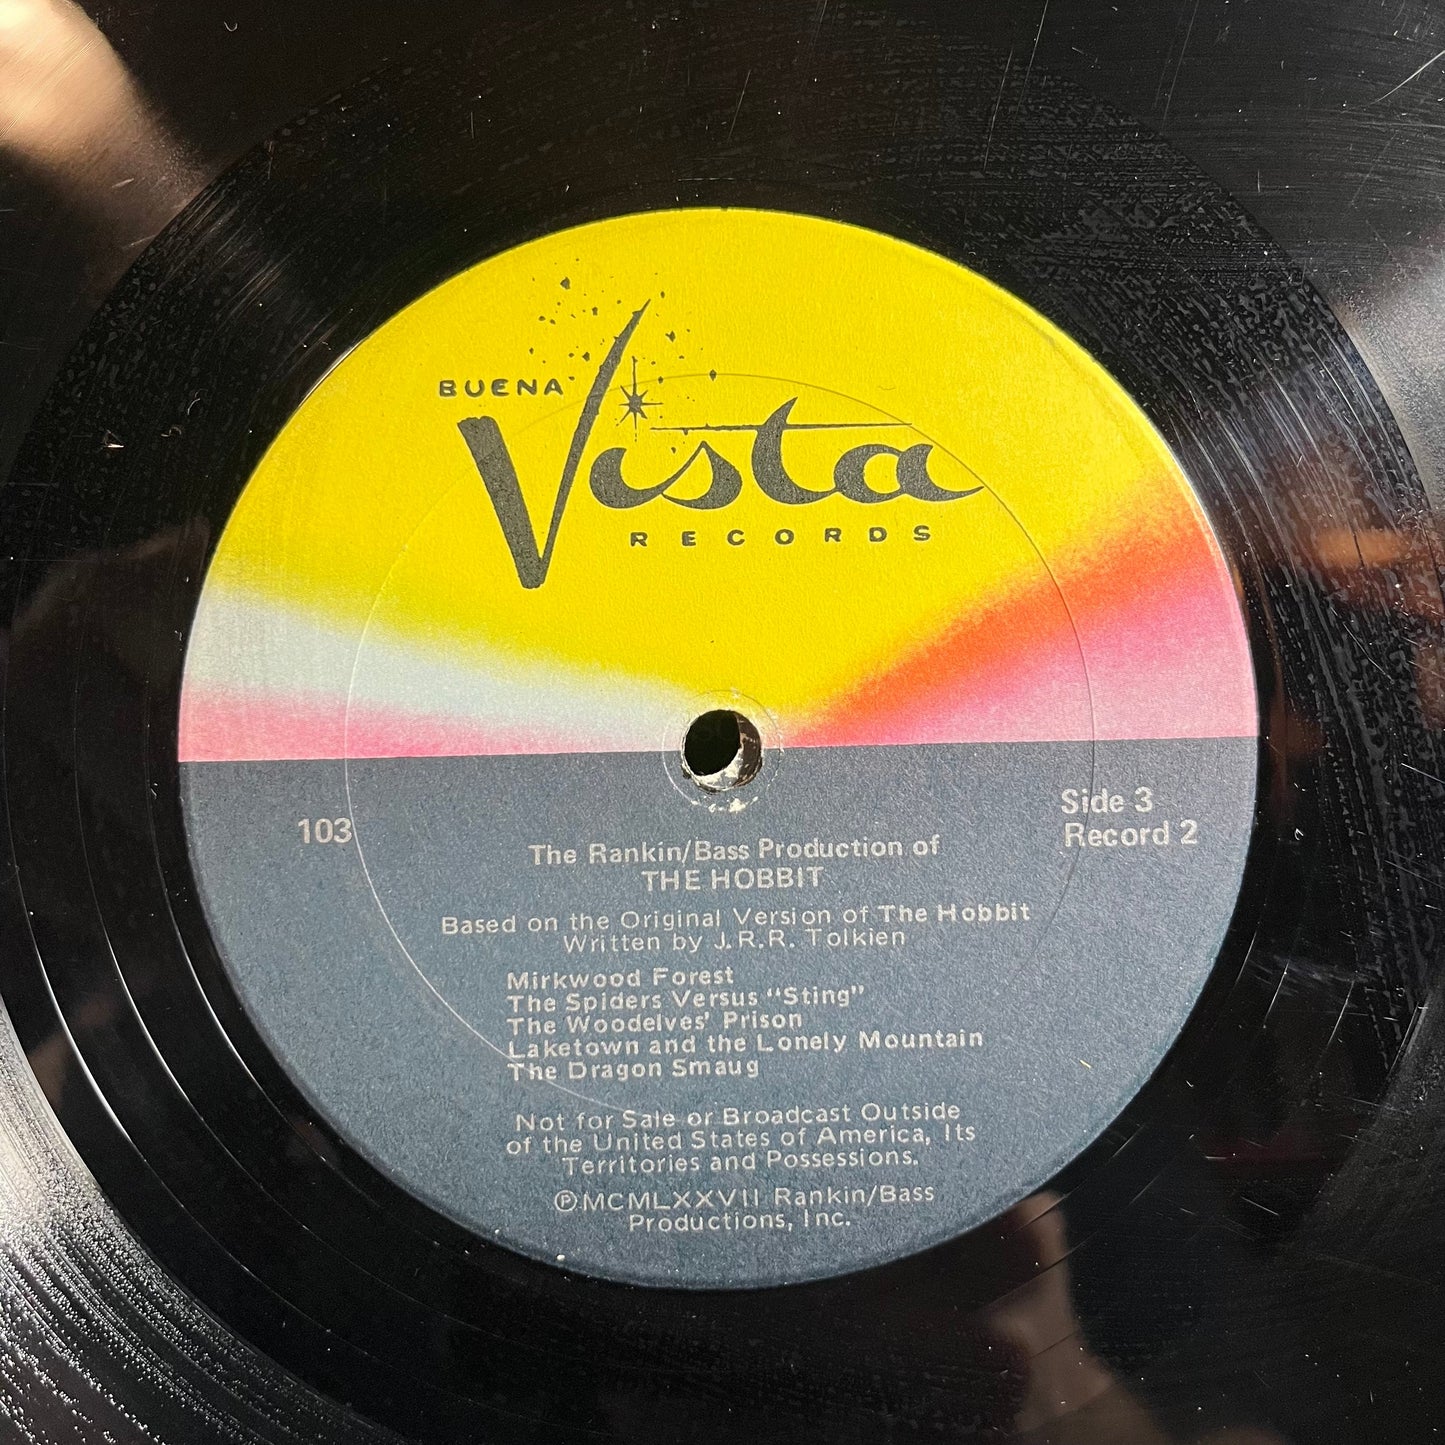 BUENA
Vista
RECORDS
103
Side 3
Record 2
The Rankin/Bass Production of
THE HOBBIT
Based on the Original Version of The Hobbit
Written by J.R.R. Tolkien
Mirkwood Forest
The Spiders Versus "Sting"
The Woodelves' Prison
Laketown and the Lonely Mountain
The Dragon Smaug
Not for Sale or Broadcast Outside
of the United States of America, Its
Territories and Possessions.
ⓅMCMLXXVII Rankin/Bass
Productions, Inc.